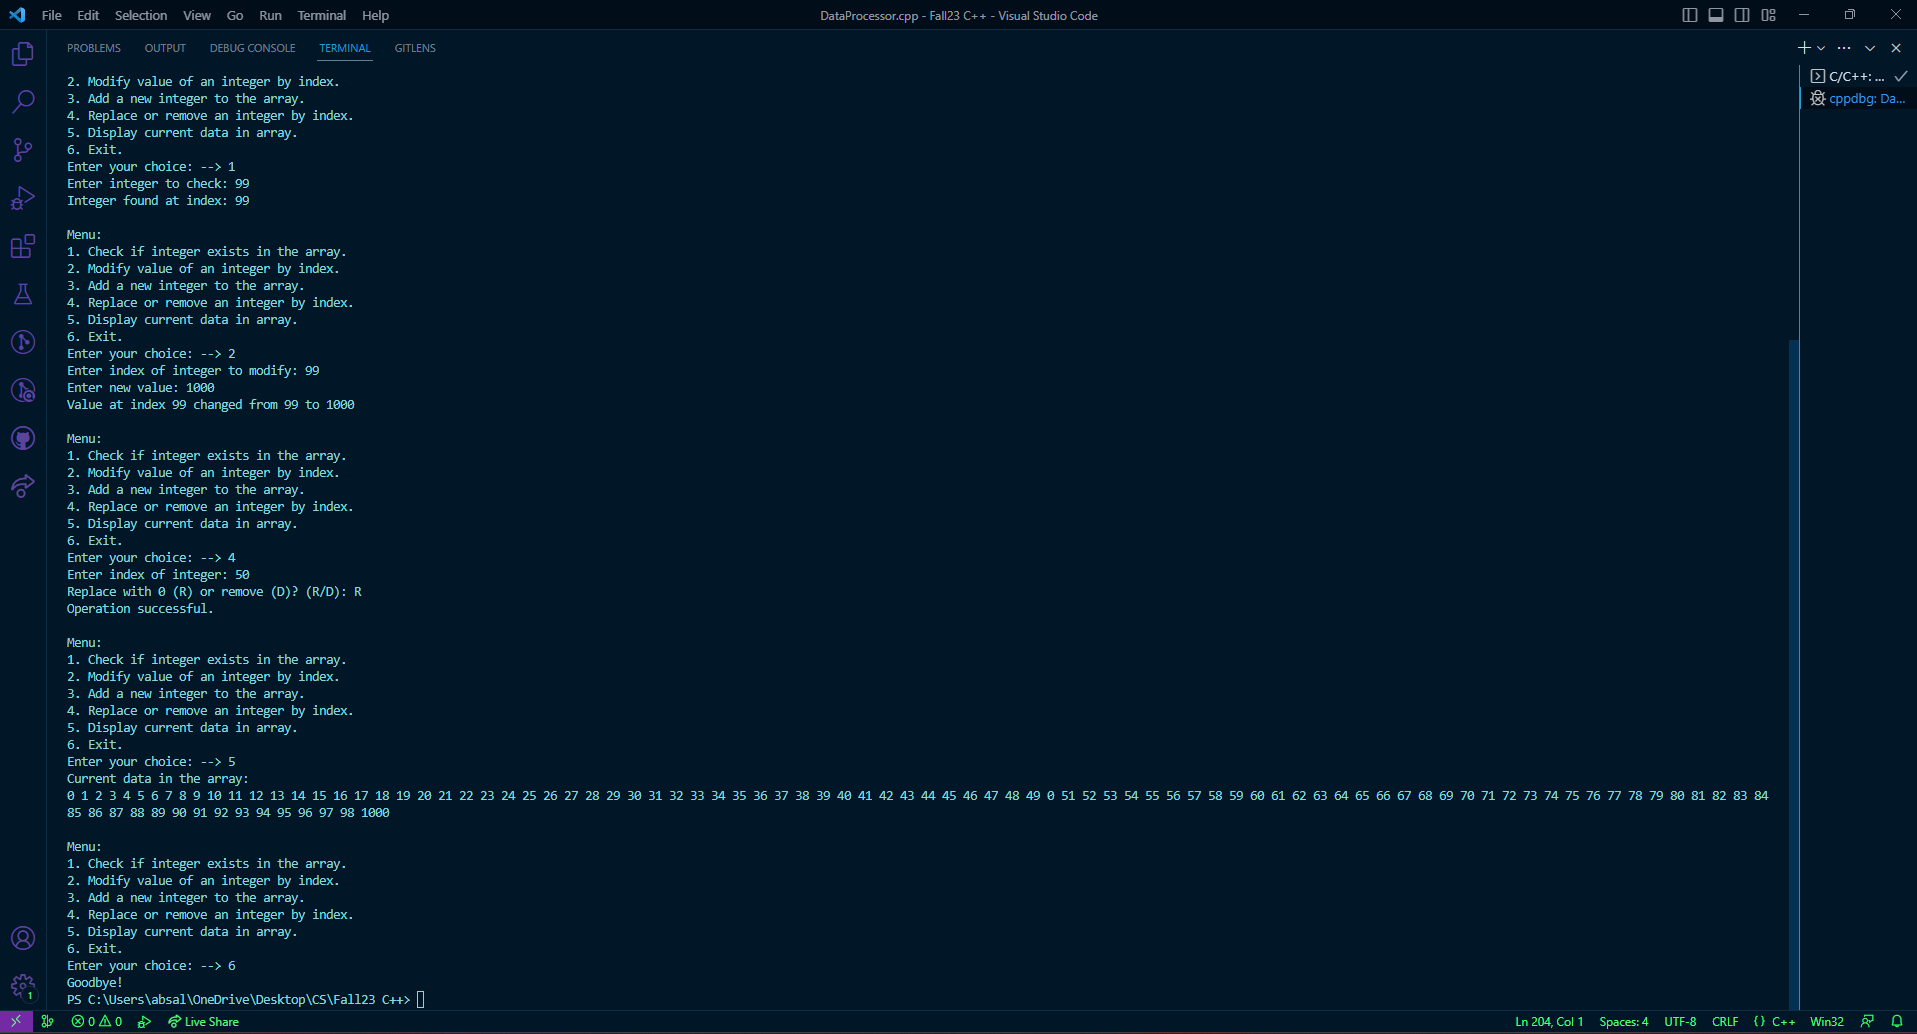 File Edit Selection View Go Run Terminal Help DataProcessor.cpp - Fall23 C++ - Visual Studio Code
PROBLEMS OUTPUT DEBUG CONSOLE TERMINAL GITLENS
C/C++: ...
cppdbg: Da...
2. Modify value of an integer by index.
3. Add a new integer to the array.
4. Replace or remove an integer by index.
5. Display current data in array.
6. Exit.
Enter your choice: --> 1
Enter integer to check: 99
Integer found at index: 99
Menu:
1. Check if integer exists in the array.
2. Modify value of an integer by index.
3. Add a new integer to the array.
4. Replace or remove an integer by index.
5. Display current data in array.
6. Exit.
Enter your choice: --> 2
Enter index of integer to modify: 99
Enter new value: 1000
Value at index 99 changed from 99 to 1000
Menu:
1. Check if integer exists in the array.
2. Modify value of an integer by index.
3. Add a new integer to the array.
4. Replace or remove an integer by index.
5. Display current data in array.
6. Exit.
Enter your choice: --> 4
Enter index of integer: 50
Replace with 0 (R) or remove (D)? (R/D): R
Operation successful.
Menu:
1. Check if integer exists in the array.
2. Modify value of an integer by index.
3. Add a new integer to the array.
4. Replace or remove an integer by index.
5. Display current data in array.
6. Exit.
Enter your choice: --> 5
Current data in the array:
0 1 2 3 4 5 6 7 8 9 10 11 12 13 14 15 16 17 18 19 20 21 22 23 24 25 26 27 28 29 30 31 32 33 34 35 36 37 38 39 40 41 42 43 44 45 46 47 48 49 0 51 52 53 54 55 56 57 58 59 60 61 62 63 64 65 66 67 68 69 70 71 72 73 74 75 76 77 78 79 80 81 82 83 84
85 86 87 88 89 90 91 92 93 94 95 96 97 98 1000
Menu:
1. Check if integer exists in the array.
2. Modify value of an integer by index.
3. Add a new integer to the array.
4. Replace or remove an integer by index.
5. Display current data in array.
6. Exit.
Enter your choice: --> 6
Goodbye!
PS C:\Users\absal\OneDrive\Desktop\CS\Fall23 C++>
1
0 0 Live Share Ln 204, Col 1 Spaces: 4 UTF-8 CRLF {} C++ Win32